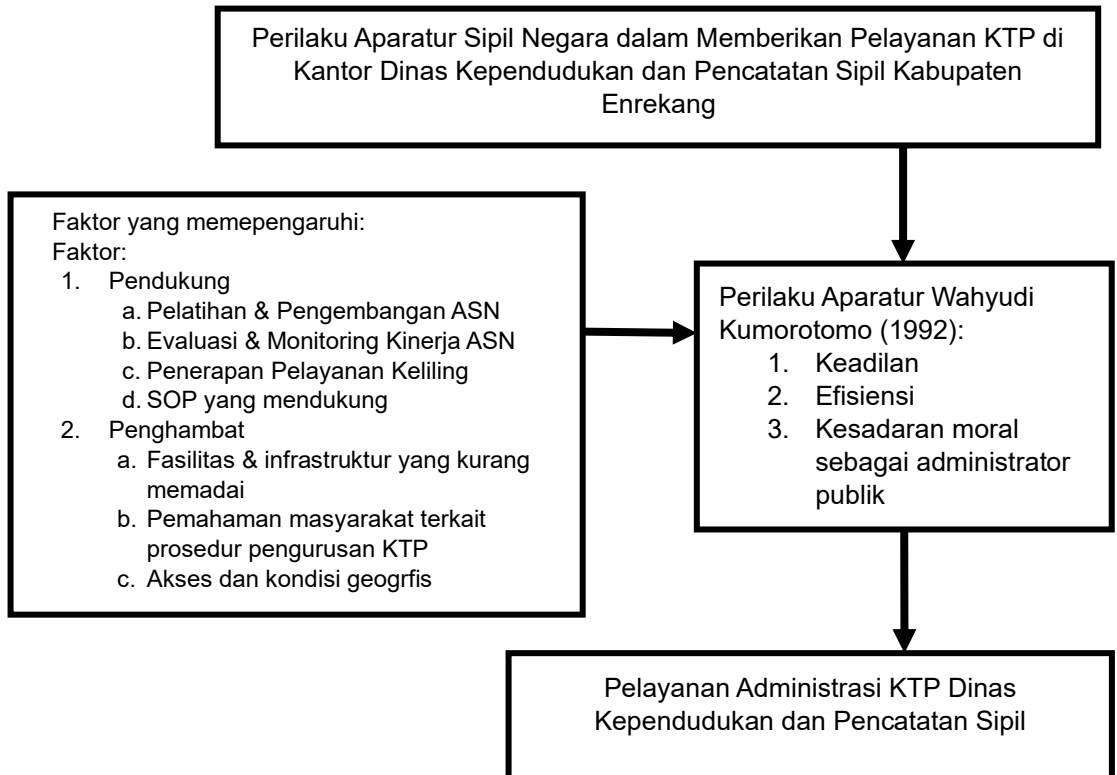 Perilaku Aparatur Sipil Negara dalam Memberikan Pelayanan KTP di
Kantor Dinas Kependudukan dan Pencatatan Sipil Kabupaten
Enrekang
Faktor yang memepengaruhi:
Faktor:
1. Pendukung
a. Pelatihan & Pengembangan ASN
b. Evaluasi & Monitoring Kinerja ASN
c. Penerapan Pelayanan Keliling
d. SOP yang mendukung
2. Penghambat
a. Fasilitas & infrastruktur yang kurang
memadai
b. Pemahaman masyarakat terkait
prosedur pengurusan KTP
c. Akses dan kondisi geogrfis
Perilaku Aparatur Wahyudi
Kumorotomo (1992):
1. Keadilan
2. Efisiensi
3. Kesadaran moral
sebagai administrator
publik
Pelayanan Administrasi KTP Dinas
Kependudukan dan Pencatatan Sipil